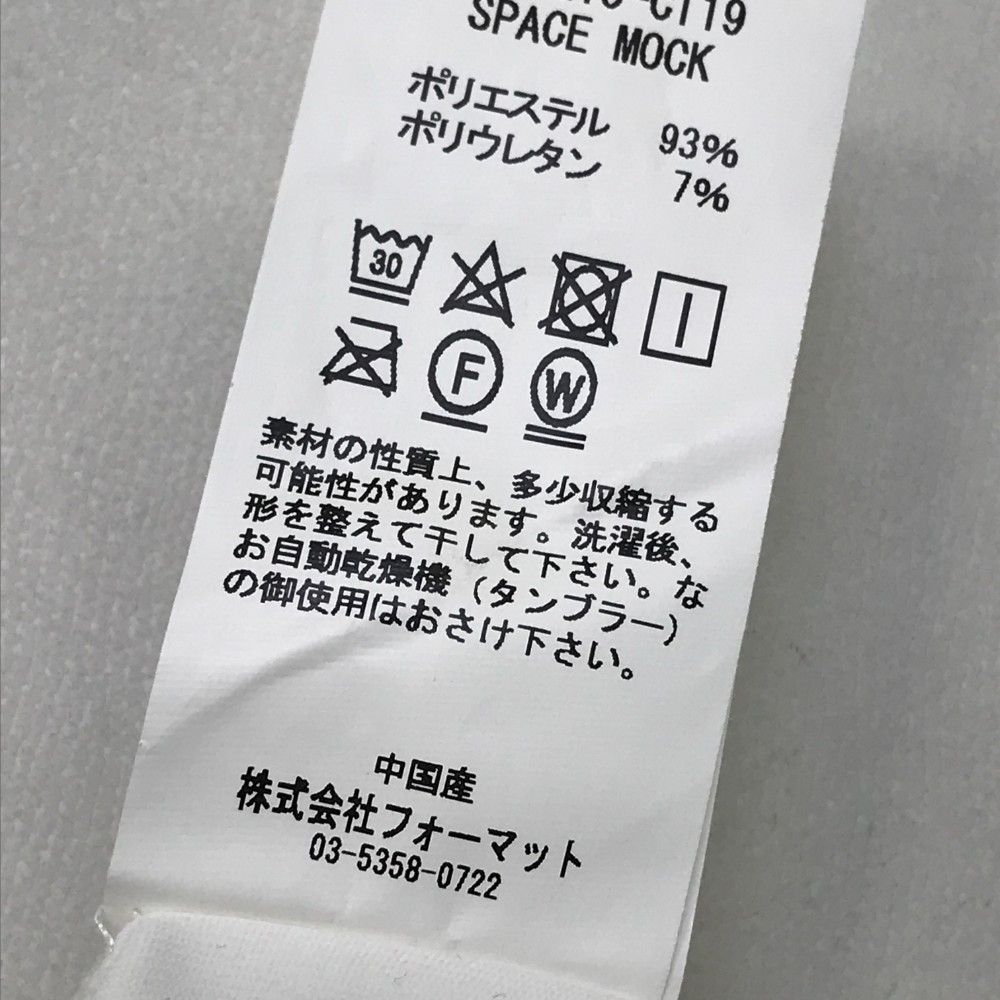 CT19
SPACE MOCK
ポリエステル 93%
ポリウレタン 7%
30
F
W
素材の性質上、多少収縮する
可能性があります。洗濯後、
形を整えて干して下さい。な
お自動乾燥機（タンブラー）
の御使用はおさけ下さい。
中国産
株式会社フォーマット
03-5358-0722